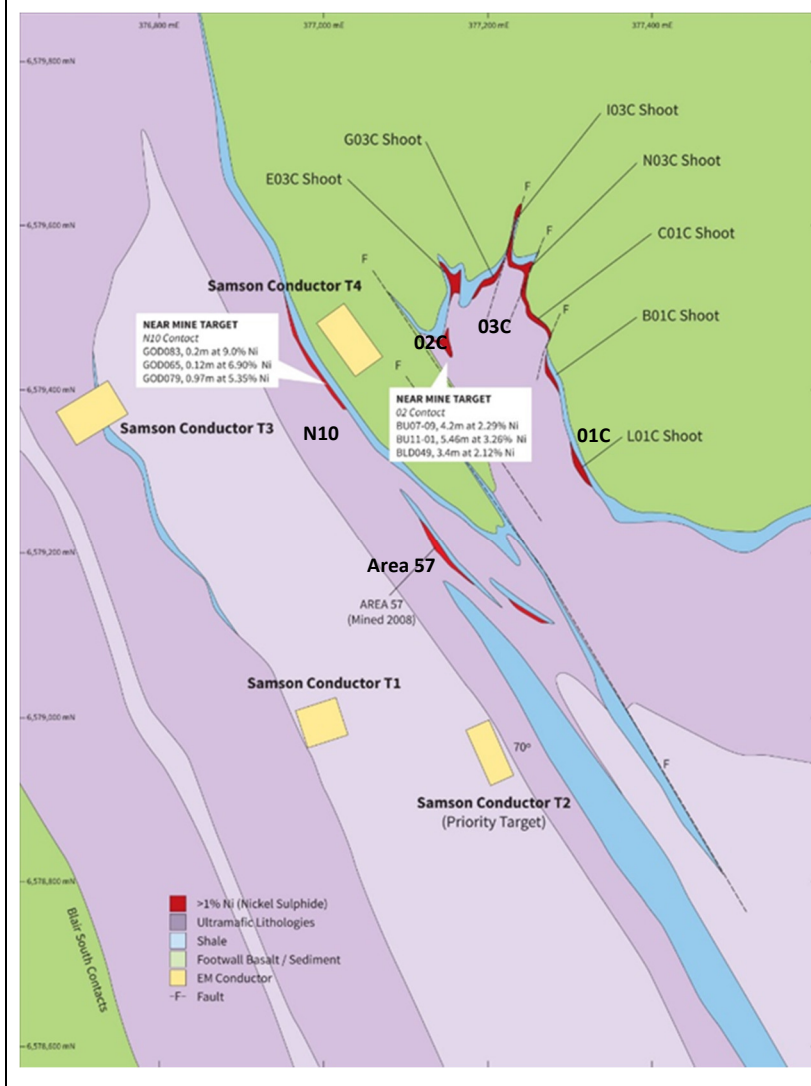 376,800 mE
377,000 mE
377,200 mE
377,400 mE
6,579,800 mN
6,579,600 mN
6,579,400 mN
6,579,200 mN
6,579,000 mN
6,578,800 mN
6,578,600 mN
I03C Shoot
G03C Shoot
N03C Shoot
E03C Shoot
F
F
C01C Shoot
F
Samson Conductor T4
F
B01C Shoot
NEAR MINE TARGET
N10 Contact
GOD083, 0.2m at 9.0% Ni
GOD065, 0.12m at 6.90% Ni
GOD079, 0.97m at 5.35% Ni
02C
03C
F
NEAR MINE TARGET
02 Contact
BU07-09, 4.2m at 2.29% Ni
BU11-01, 5.46m at 3.26% Ni
BLD049, 3.4m at 2.12% Ni
Samson Conductor T3
N10
01C
L01C Shoot
Area 57
AREA 57
(Mined 2008)
Samson Conductor T1
70°
F
Samson Conductor T2
(Priority Target)
Blair South Contacts
>1% Ni (Nickel Sulphide)
Ultramafic Lithologies
Shale
Footwall Basalt / Sediment
EM Conductor
-F- Fault